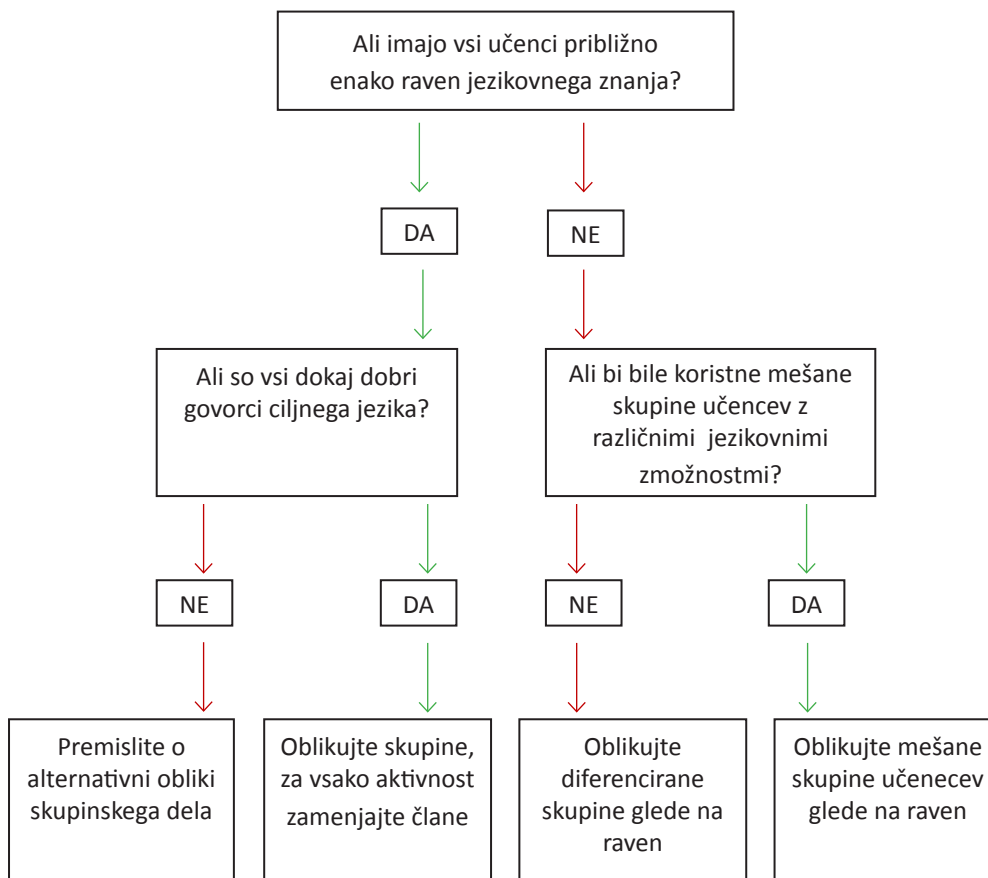 Ali imajo vsi učenci približno
enako raven jezikovnega znanja?
DA
NE
Ali so vsi dokaj dobri
govorci ciljnega jezika?
Ali bi bile koristne mešane
skupine učencev z
različnimi jezikovnimi
zmožnostmi?
NE
DA
NE
DA
Premislite o
alternativni obliki
skupinskega dela
Oblikujte skupine,
za vsako aktivnost
zamenjajte člane
Oblikujte
diferencirane
skupine glede na
raven
Oblikujte mešane
skupine učenecev
glede na raven